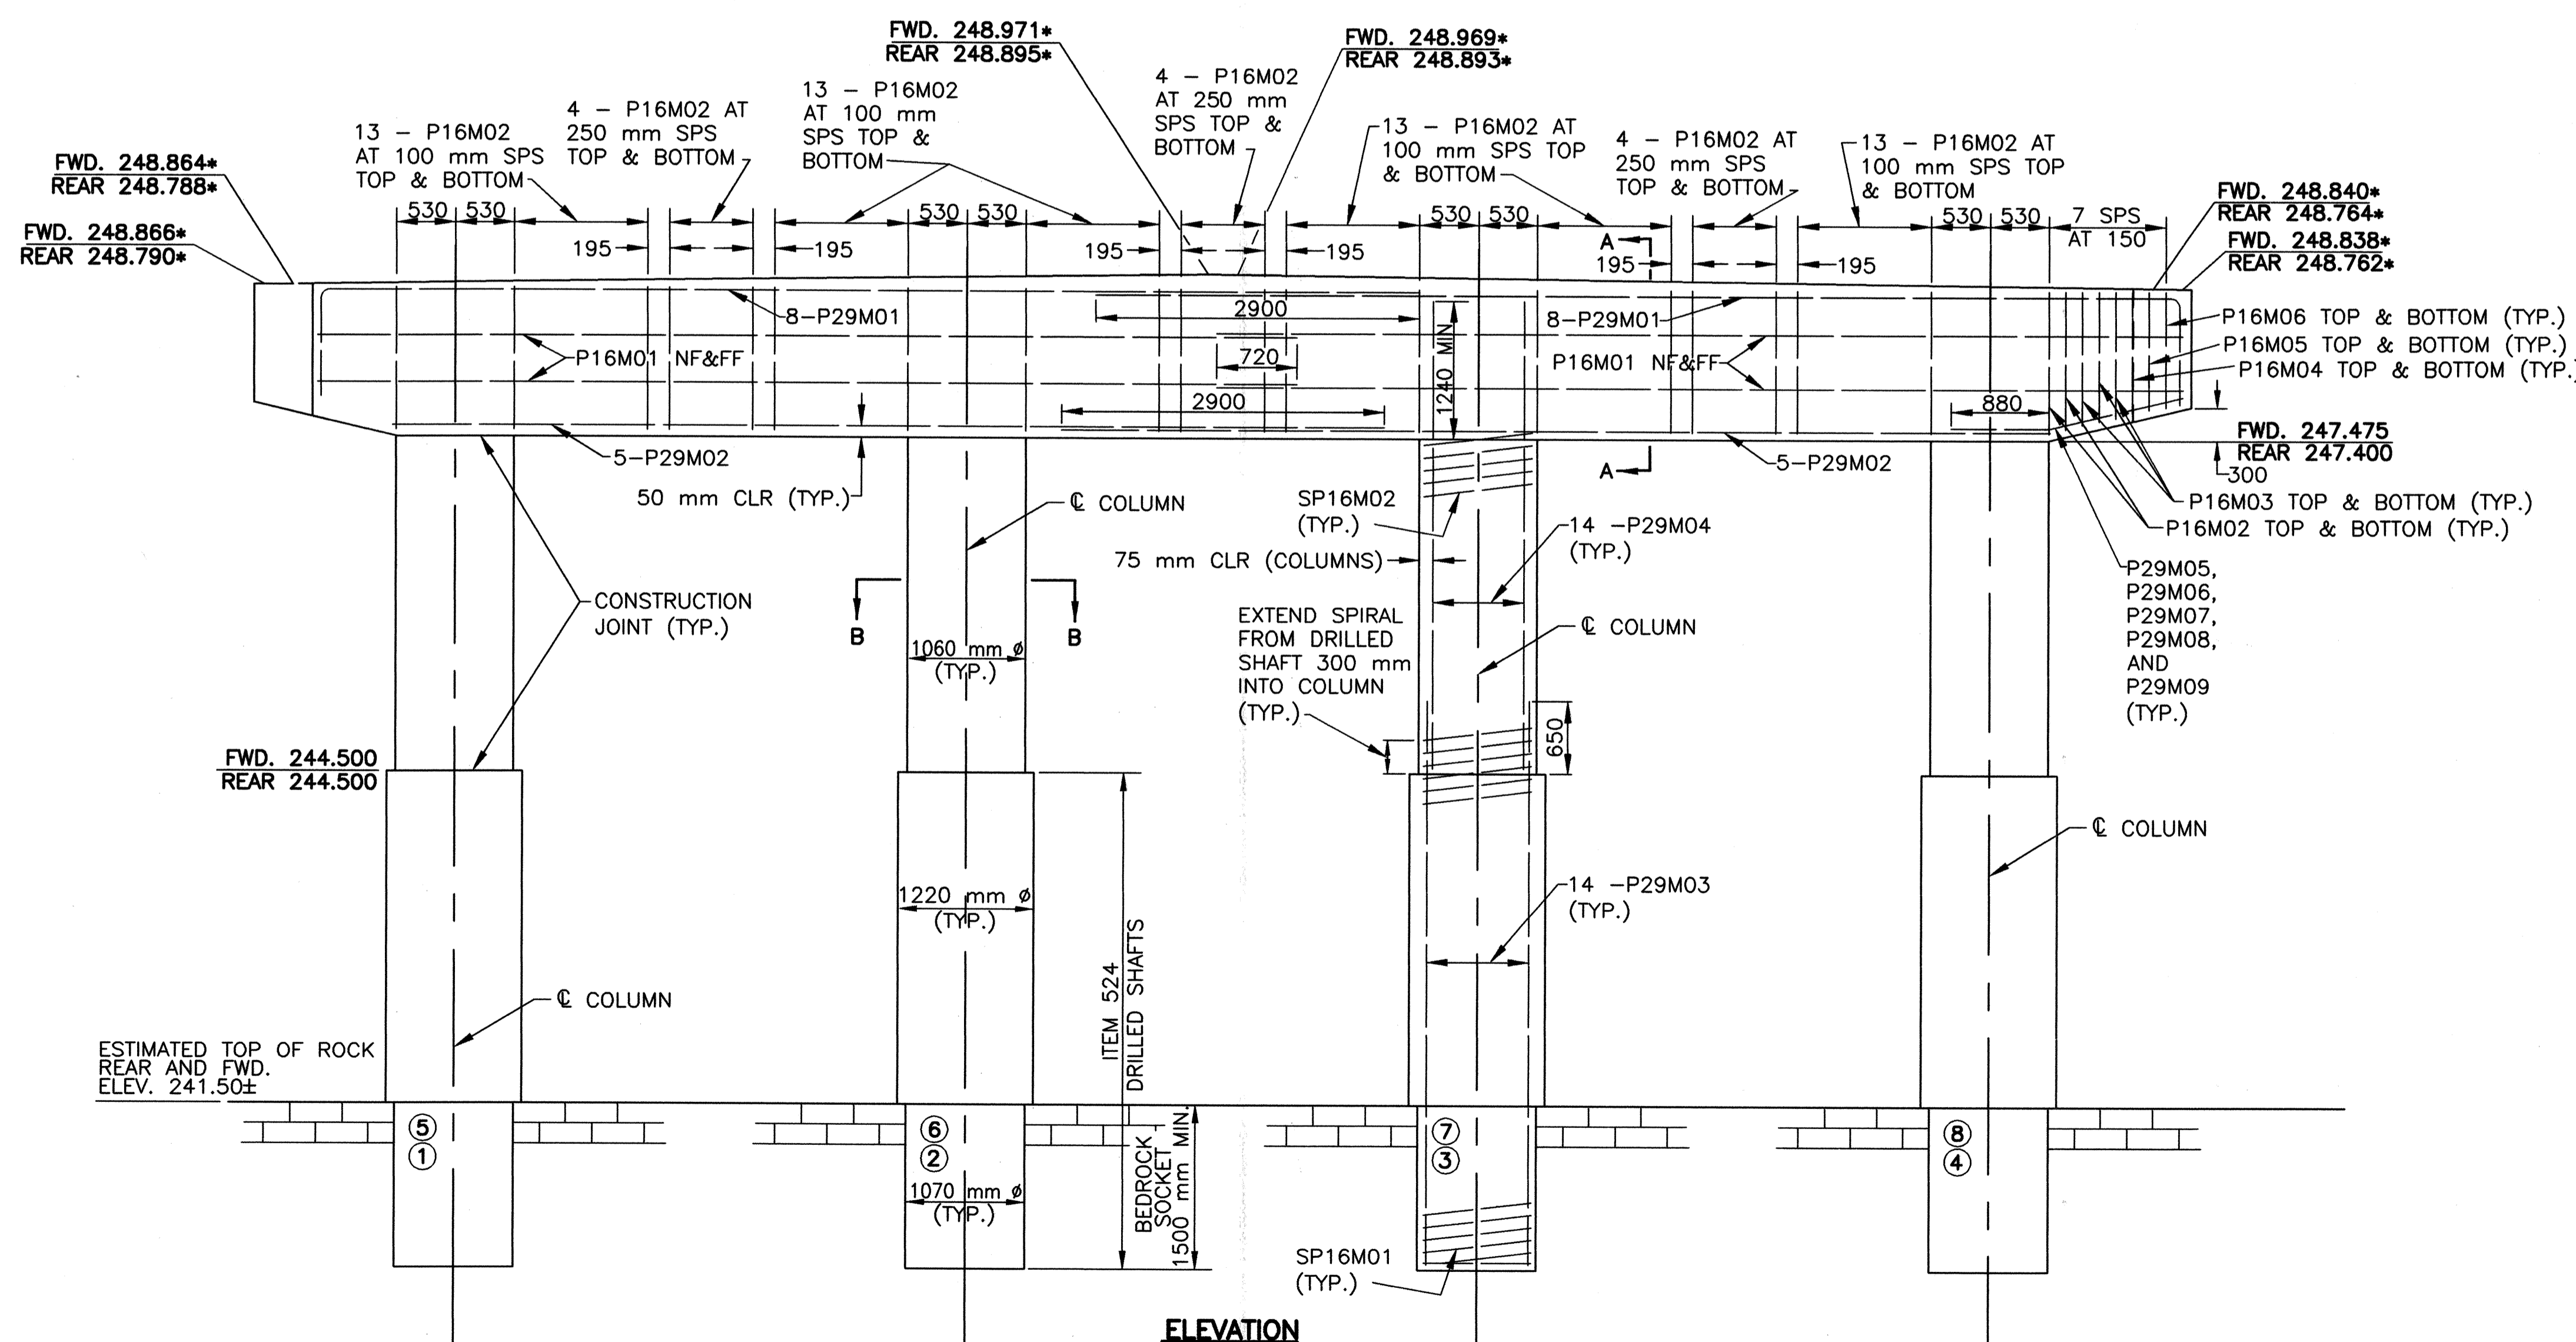 FWD. 248.971*
REAR 248.895*
FWD. 248.969*
REAR 248.893*
13 - P16M02
AT 100 mm SPS
TOP & BOTTOM
4 - P16M02 AT
250 mm SPS
TOP & BOTTOM
13 - P16M02
AT 100 mm
SPS TOP &
BOTTOM
4 - P16M02
AT 250 mm
SPS TOP &
BOTTOM
13 - P16M02 AT
100 mm SPS TOP
& BOTTOM
4 - P16M02 AT
250 mm SPS
TOP & BOTTOM
13 - P16M02 AT
100 mm SPS TOP
& BOTTOM
FWD. 248.864*
REAR 248.788*
FWD. 248.866*
REAR 248.790*
FWD. 248.840*
REAR 248.764*
FWD. 248.838*
REAR 248.762*
530 530
530 530
530 530
530 530
7 SPS
AT 150
195
195
195
195
A
195
195
8-P29M01
2900
8-P29M01
P16M01 NF&FF
720
1240 MIN
P16M01 NF&FF
2900
880
P16M06 TOP & BOTTOM (TYP.)
P16M05 TOP & BOTTOM (TYP.)
P16M04 TOP & BOTTOM (TYP.
FWD. 247.475
REAR 247.400
300
5-P29M02
50 mm CLR (TYP.)
A
5-P29M02
P16M03 TOP & BOTTOM (TYP.)
P16M02 TOP & BOTTOM (TYP.)
℄ COLUMN
SP16M02
(TYP.)
14 -P29M04
(TYP.)
75 mm CLR (COLUMNS)
P29M05,
P29M06,
P29M07,
P29M08,
AND
P29M09
(TYP.)
CONSTRUCTION
JOINT (TYP.)
B
B
1060 mm ø
(TYP.)
EXTEND SPIRAL
FROM DRILLED
SHAFT 300 mm
INTO COLUMN
(TYP.)
℄ COLUMN
650
FWD. 244.500
REAR 244.500
℄ COLUMN
1220 mm ø
(TYP.)
14 -P29M03
(TYP.)
ITEM 524
DRILLED SHAFTS
℄ COLUMN
ESTIMATED TOP OF ROCK
REAR AND FWD.
ELEV. 241.50±
5
1
6
2
7
3
8
4
BEDROCK
SOCKET
1500 mm MIN.
1070 mm ø
(TYP.)
SP16M01
(TYP.)
ELEVATION